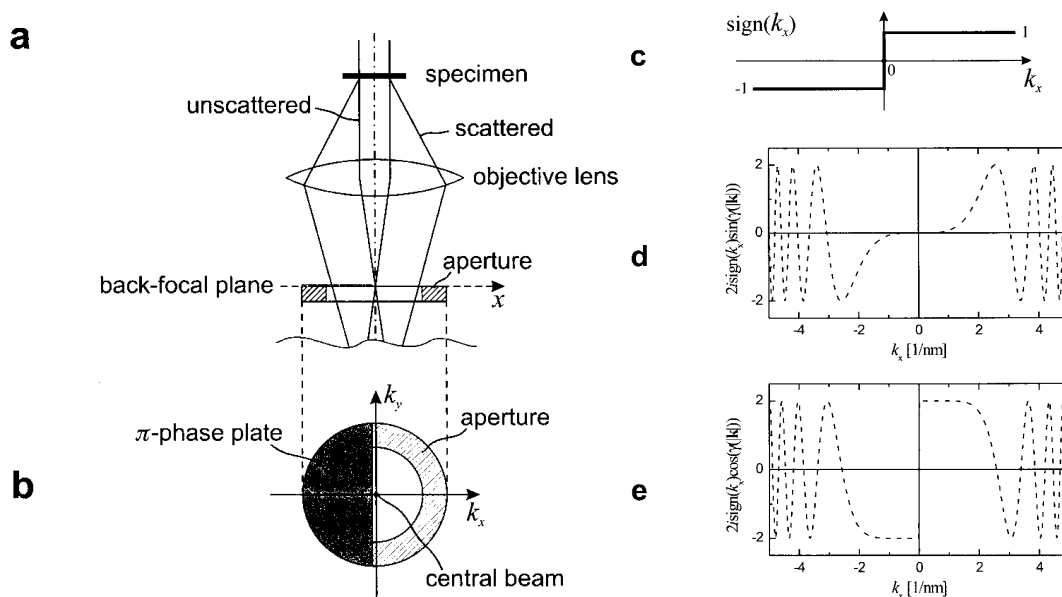 a
specimen
unscattered
scattered
objective lens
aperture
back-focal plane
x
k_y
π-phase plate
aperture
b
k_x
central beam
c
sign(k_x)
1
0
-1
k_x
d
2isign(k_x)sin(γ(|k|))
2
0
-2
-4 -2 0 2 4
k_x [1/nm]
e
2isign(k_x)cos(γ(|k|))
2
0
-2
-4 -2 0 2 4
k_x [1/nm]